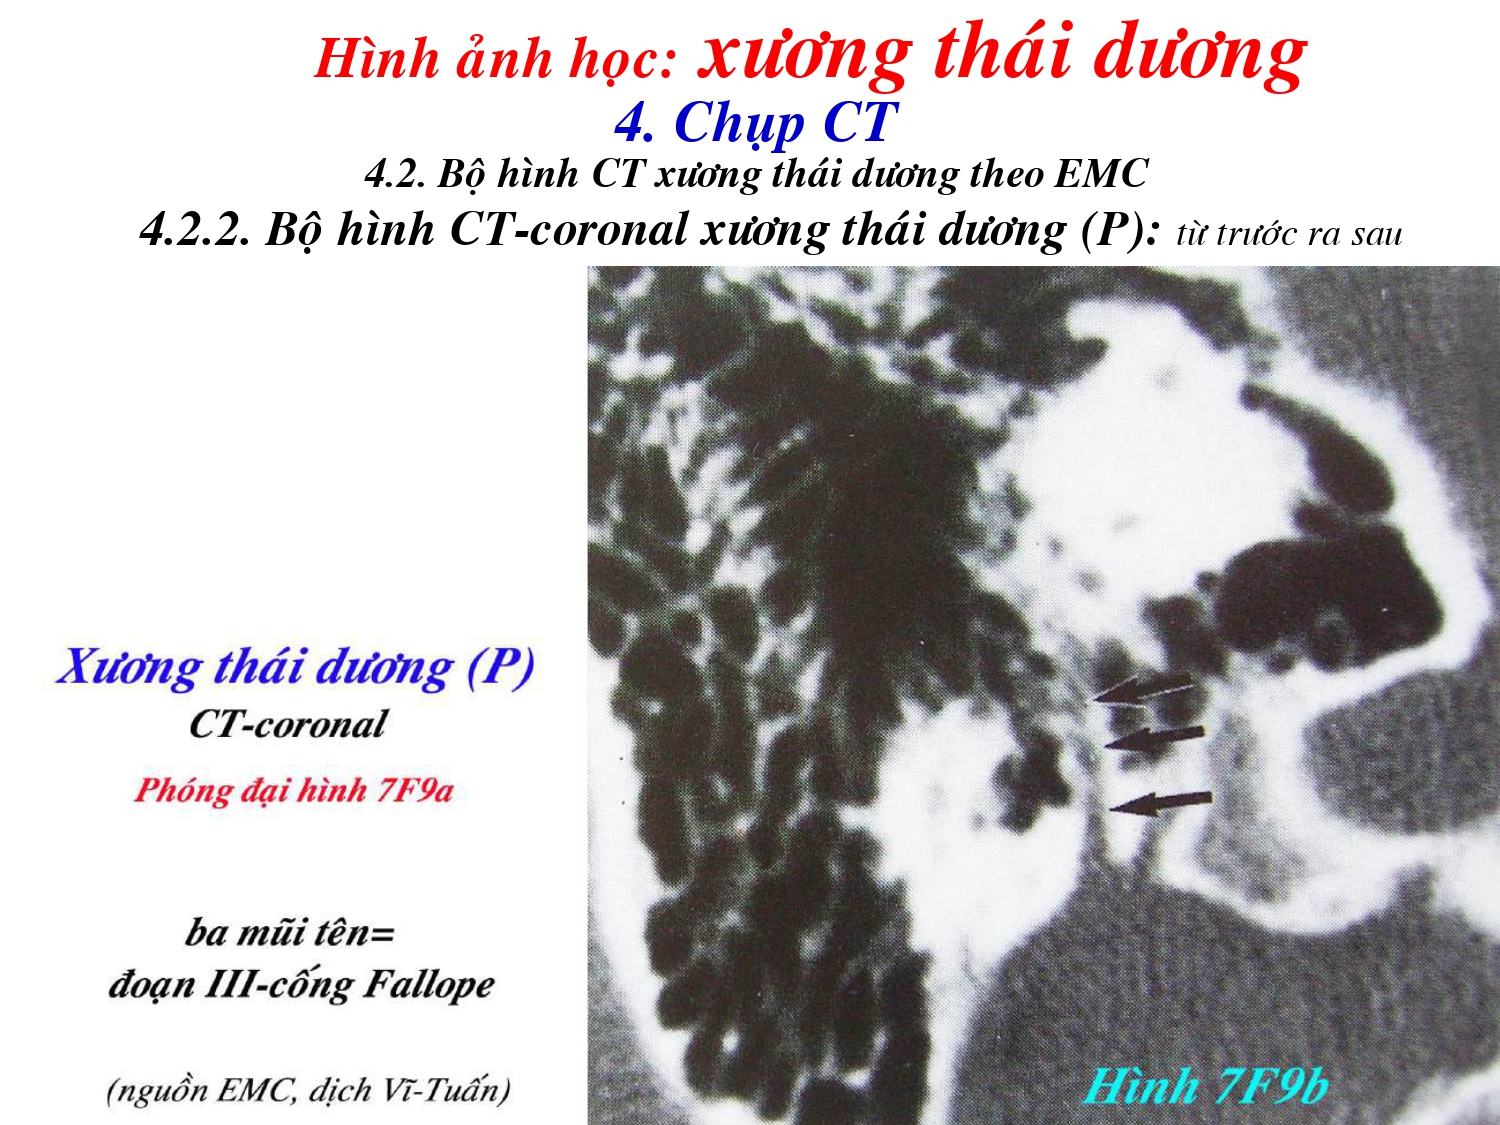 Hình ảnh học: xương thái dương
4. Chụp CT
4.2. Bộ hình CT xương thái dương theo EMC
4.2.2. Bộ hình CT-coronal xương thái dương (P): từ trước ra sau
Xương thái dương (P)
CT-coronal
Phóng đại hình 7F9a
ba mũi tên=
đoạn III-cống Fallope
(nguồn EMC, dịch Vĩ-Tuấn)
Hình 7F9b